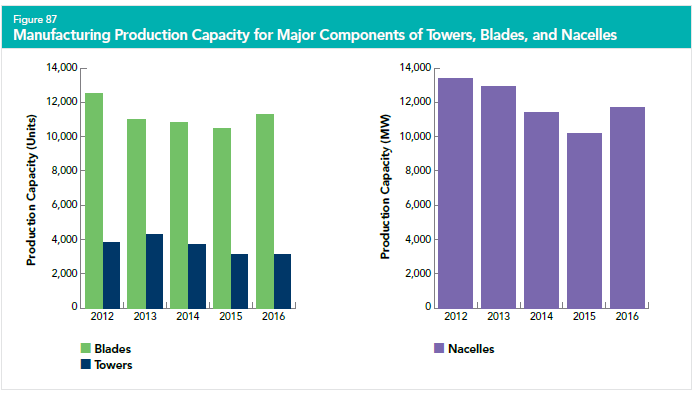 Figure 87
Manufacturing Production Capacity for Major Components of Towers, Blades, and Nacelles
Production Capacity (Units)
14,000
12,000
10,000
8,000
6,000
4,000
2,000
0
2012 2013 2014 2015 2016
Blades
Towers
Production Capacity (MW)
14,000
12,000
10,000
8,000
6,000
4,000
2,000
0
2012 2013 2014 2015 2016
Nacelles